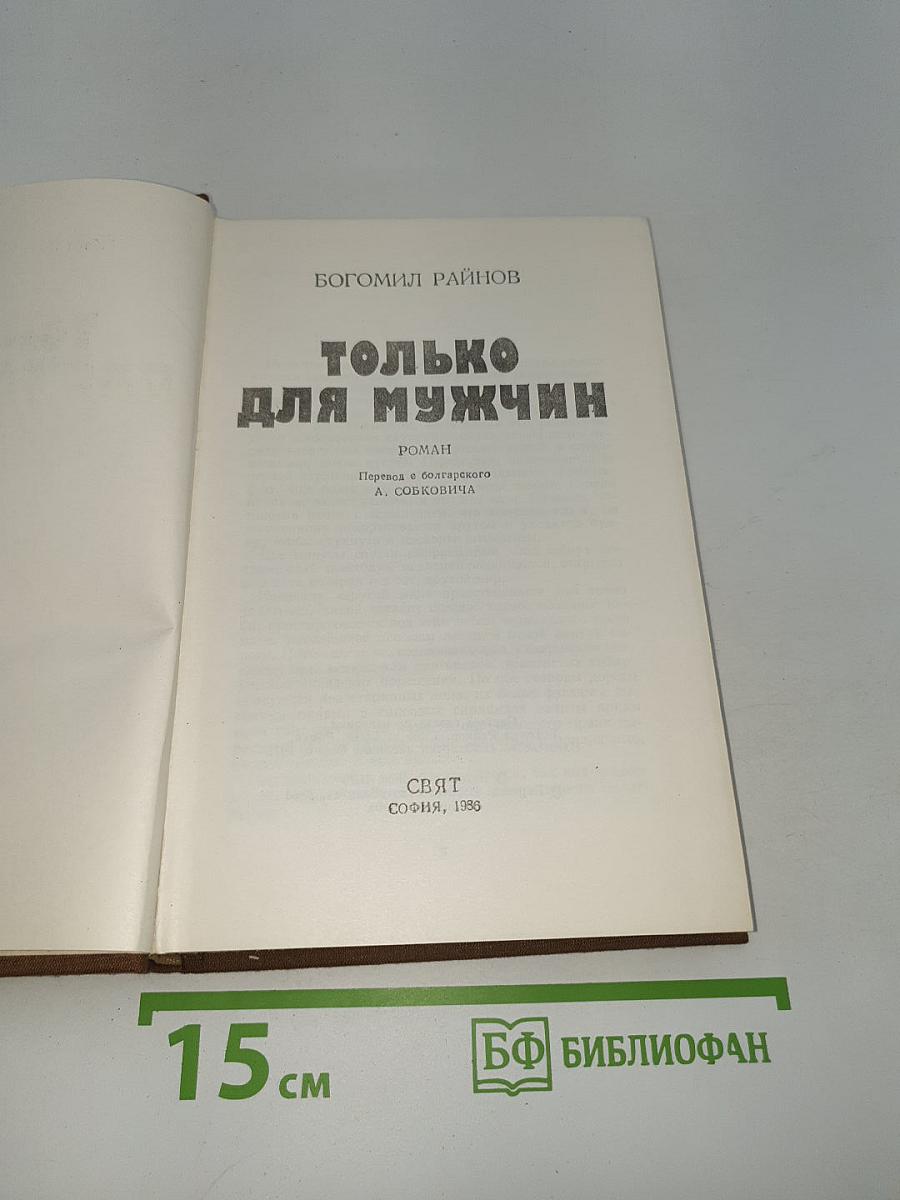 БОГОМИЛ РАЙНОВ
ТОЛЬКО
ДЛЯ МУЖЧИН
РОМАН
Перевод с болгарского
А. СОБКОВИЧА
СВЯТ
СОФИЯ, 1986
15 см
БФ БИБЛИОФАН